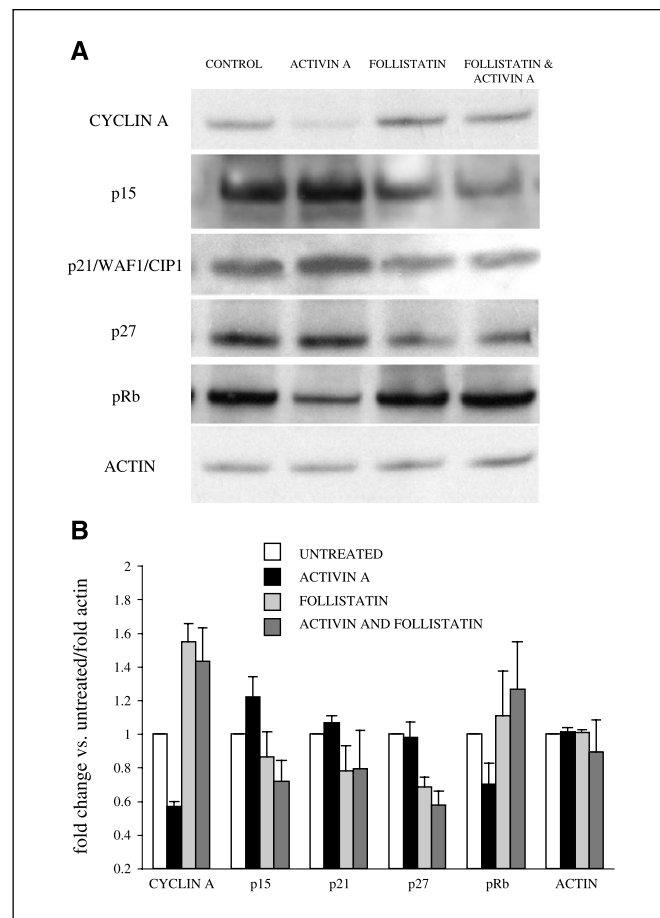 A
CONTROL ACTIVIN A FOLLISTATIN FOLLISTATIN &
ACTIVIN A
CYCLIN A
p15
p21/WAF1/CIP1
p27
pRb
ACTIN
B
UNTREATED
ACTIVIN A
FOLLISTATIN
ACTIVIN AND FOLLISTATIN
fold change vs. untreated/fold actin
2
1.8
1.6
1.4
1.2
1
0.8
0.6
0.4
0.2
CYCLIN A p15 p21 p27 pRb ACTIN